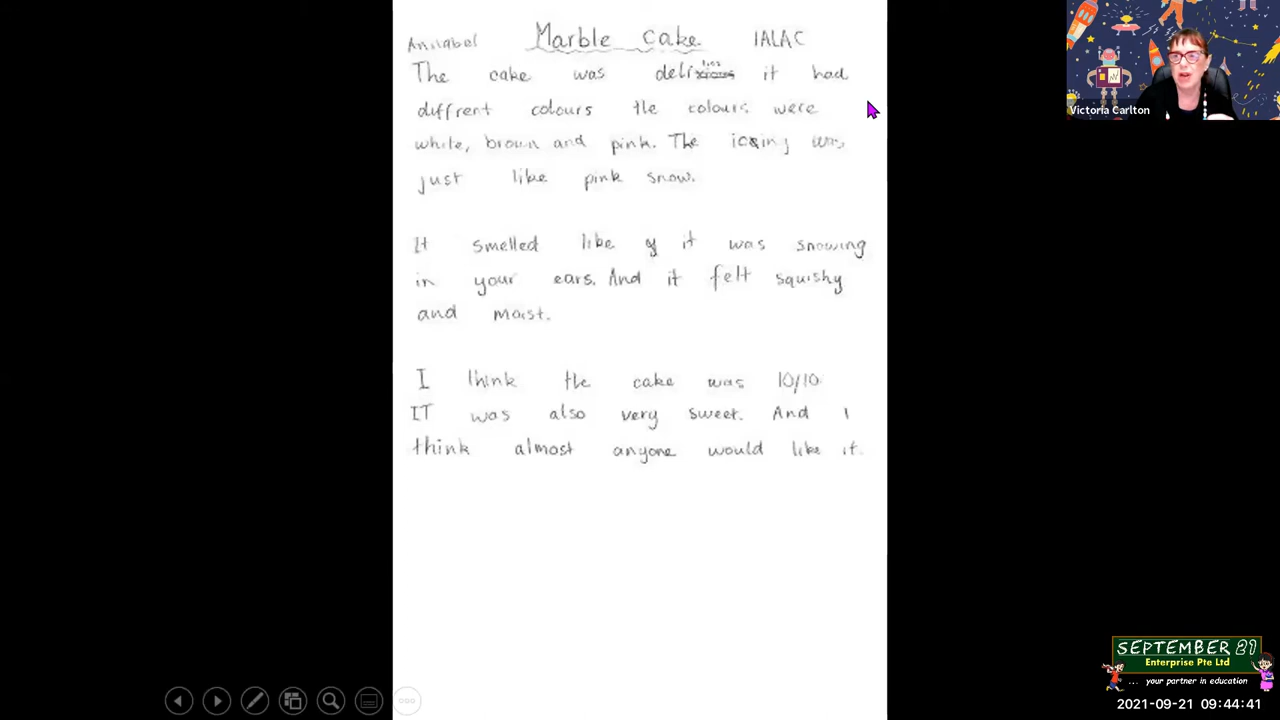 Annabel Marble cake IALAC
The cake was delicios it had
diffrent colours the colours were
white, brown and pink. The icing was
just like pink snow.
It smelled like if it was snowing
in your ears. And it felt squishy
and moist.
I think the cake was 10/10
IT was also very sweet. And I
think almost anyone would like it.
Victoria Carlton
SEPTEMBER 21
Enterprise Pte Ltd
... your partner in education
2021-09-21 09:44:41